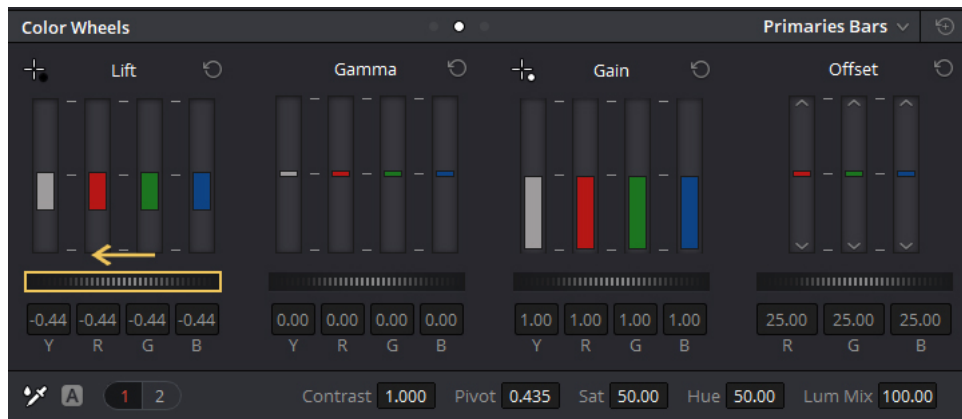 Color Wheels Primaries Bars
Lift Gamma Gain Offset
-0.44 -0.44 -0.44 -0.44 0.00 0.00 0.00 0.00 1.00 1.00 1.00 1.00 25.00 25.00 25.00
Y R G B Y R G B Y R G B R G B
A 1 2 Contrast 1.000 Pivot 0.435 Sat 50.00 Hue 50.00 Lum Mix 100.00